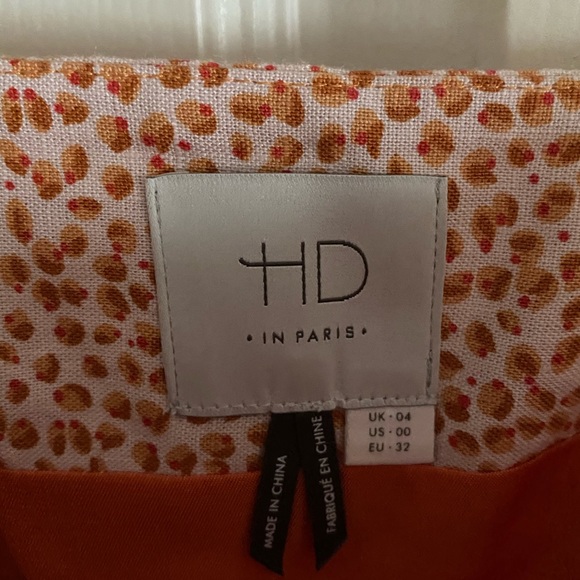 HD
• IN PARIS •
UK • 04
US • 00
EU • 32
MADE IN CHINA
FABRIQUÉ EN CHINE